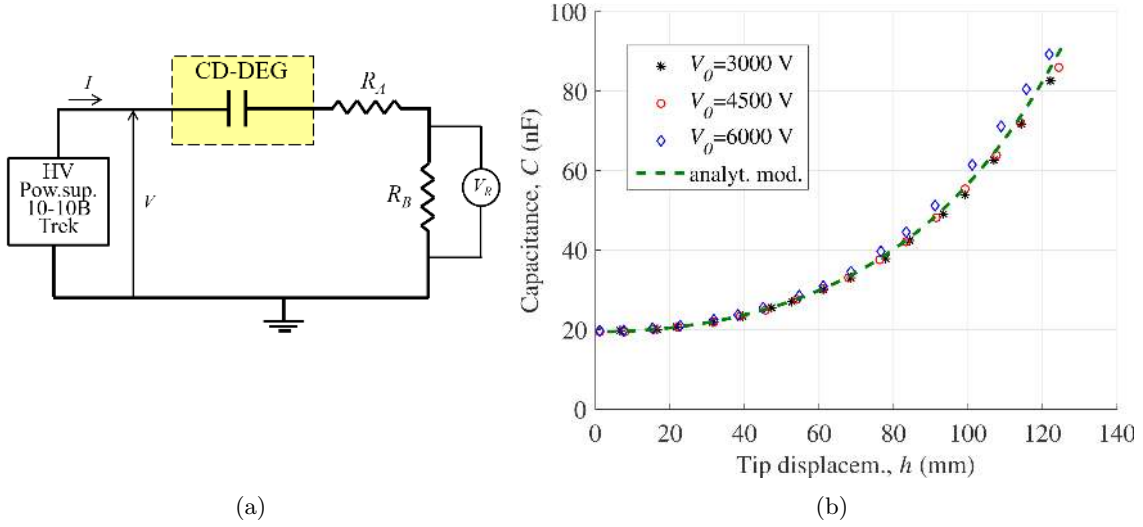 CD-DEG
I
R_A
HV
Pow.sup.
10-10B
Trek
V
R_B
V_R
(a)
Capacitance, C (nF)
100
80
60
40
20
0
0 20 40 60 80 100 120 140
Tip displacem., h (mm)
V_0=3000 V
V_0=4500 V
V_0=6000 V
analyt. mod.
(b)